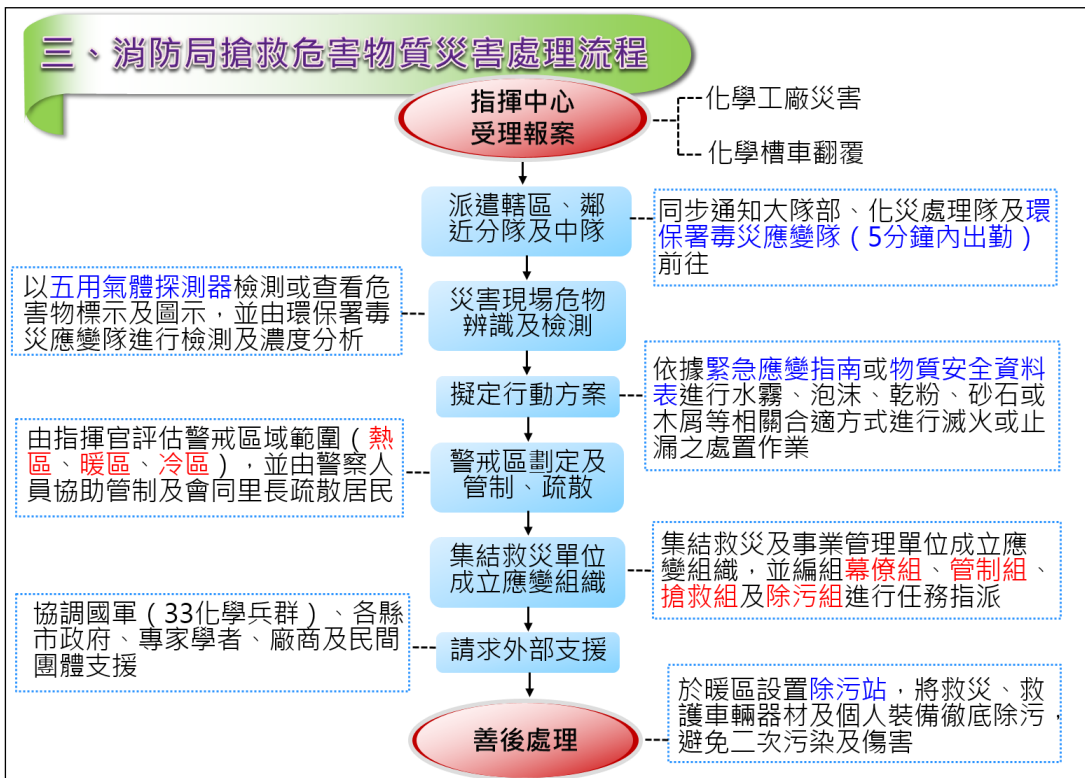 三、消防局搶救危害物質災害處理流程
指揮中心
受理報案
化學工廠災害
化學槽車翻覆
派遣轄區、鄰
近分隊及中隊
同步通知大隊部、化災處理隊及環
保署毒災應變隊（5分鐘內出勤）
前往
以五用氣體探測器檢測或查看危
害物標示及圖示，並由環保署毒
災應變隊進行檢測及濃度分析
災害現場危物
辨識及檢測
擬定行動方案
依據緊急應變指南或物質安全資料
表進行水霧、泡沫、乾粉、砂石或
木屑等相關合適方式進行滅火或止
漏之處置作業
由指揮官評估警戒區域範圍（熱
區、暖區、冷區），並由警察人
員協助管制及會同里長疏散居民
警戒區劃定及
管制、疏散
集結救災單位
成立應變組織
集結救災及事業管理單位成立應
變組織，並編組幕僚組、管制組、
搶救組及除污組進行任務指派
協調國軍（33化學兵群）、各縣
市政府、專家學者、廠商及民間
團體支援
請求外部支援
善後處理
於暖區設置除污站，將救災、救
護車輛器材及個人裝備徹底除污，
避免二次污染及傷害